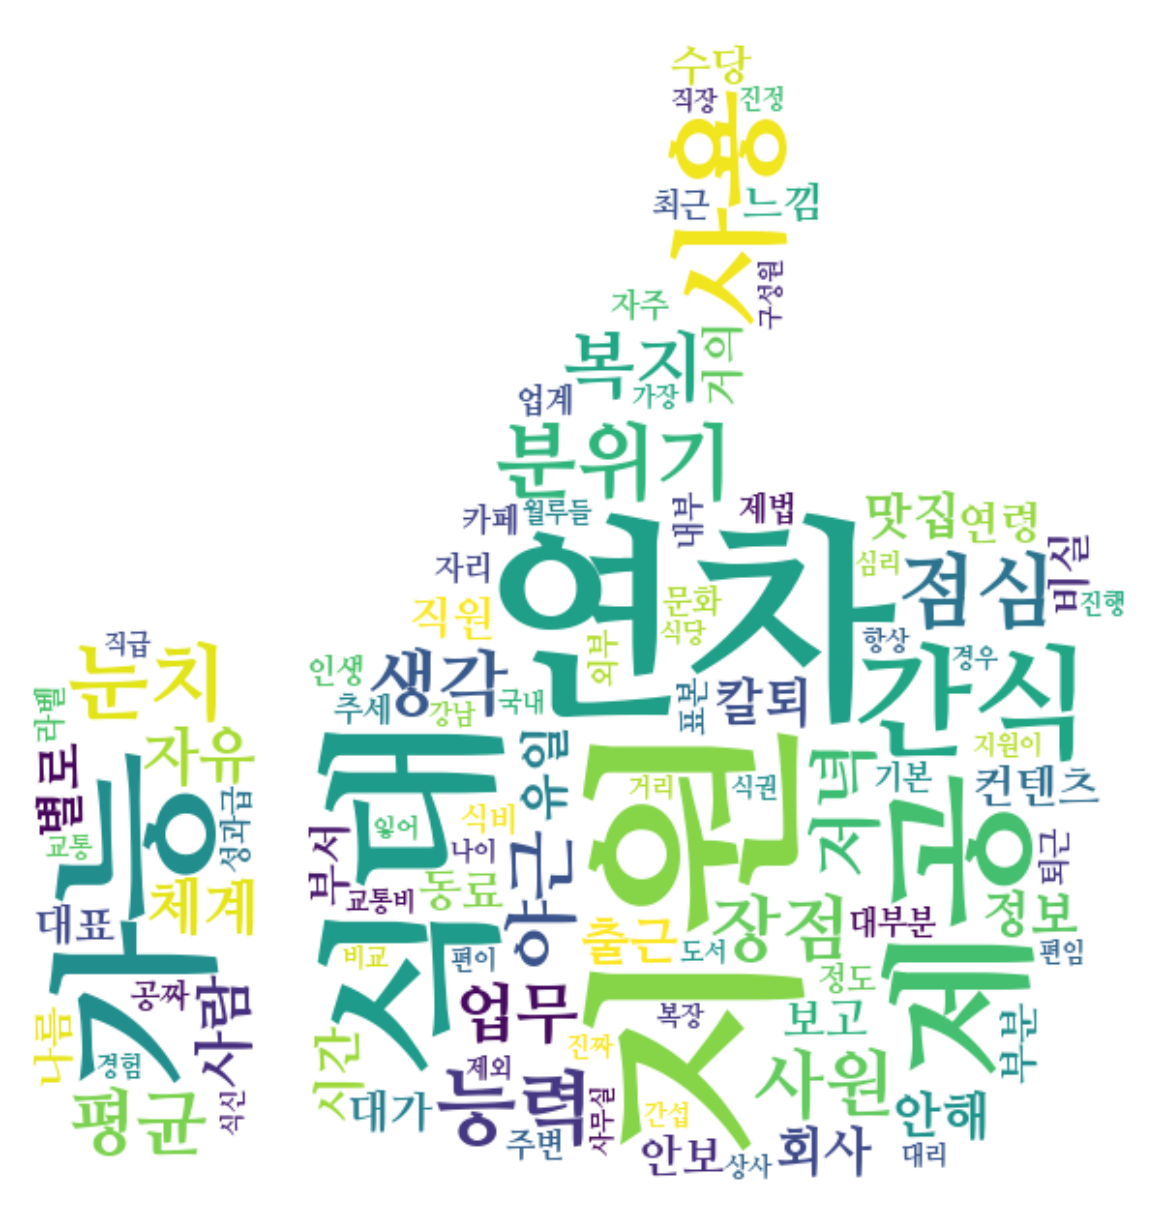 수당
직장 진정
사용
최근 느낌
구성원
자주
복지 거의
업계 가장
분위기
카페 월루들 내부 제법 맛집 연령
연차
자리 심리 점심 비실 진행
직원 문화 식당
외부 항상
직급 눈치
라벨
인생 생각 국내 표본 칼퇴 간식 경우
추세 강남
지원이
자유
별로
가능
교통
성과급
식대
유일
지원
거리 식권 저녁 기본 컨텐츠
제공
잃어 식비
부서 나이 야근
교통비 동료
체계
대표
퇴근
출근 장점 대부분 정보
비교 편이 도서 편임
공짜 사람
나름
정도
업무 복장 보고 부분
시간 진짜
경험 제외 사원
식신
평균
대가 능력 사무실 간섭 안해
주변 안보 상사 회사 대리